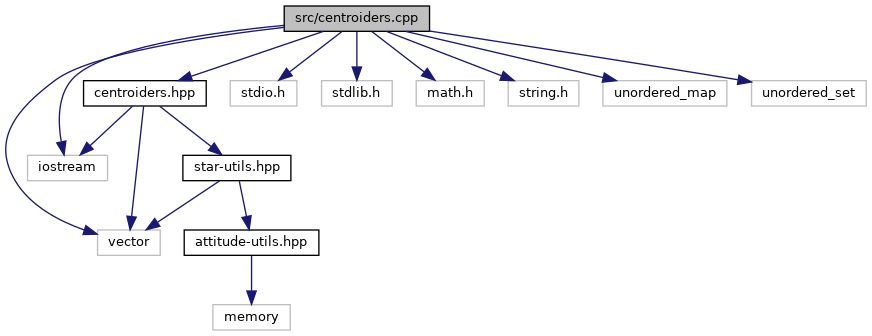 src/centroiders.cpp
centroiders.hpp
stdio.h
stdlib.h
math.h
string.h
unordered_map
unordered_set
iostream
star-utils.hpp
vector
attitude-utils.hpp
memory